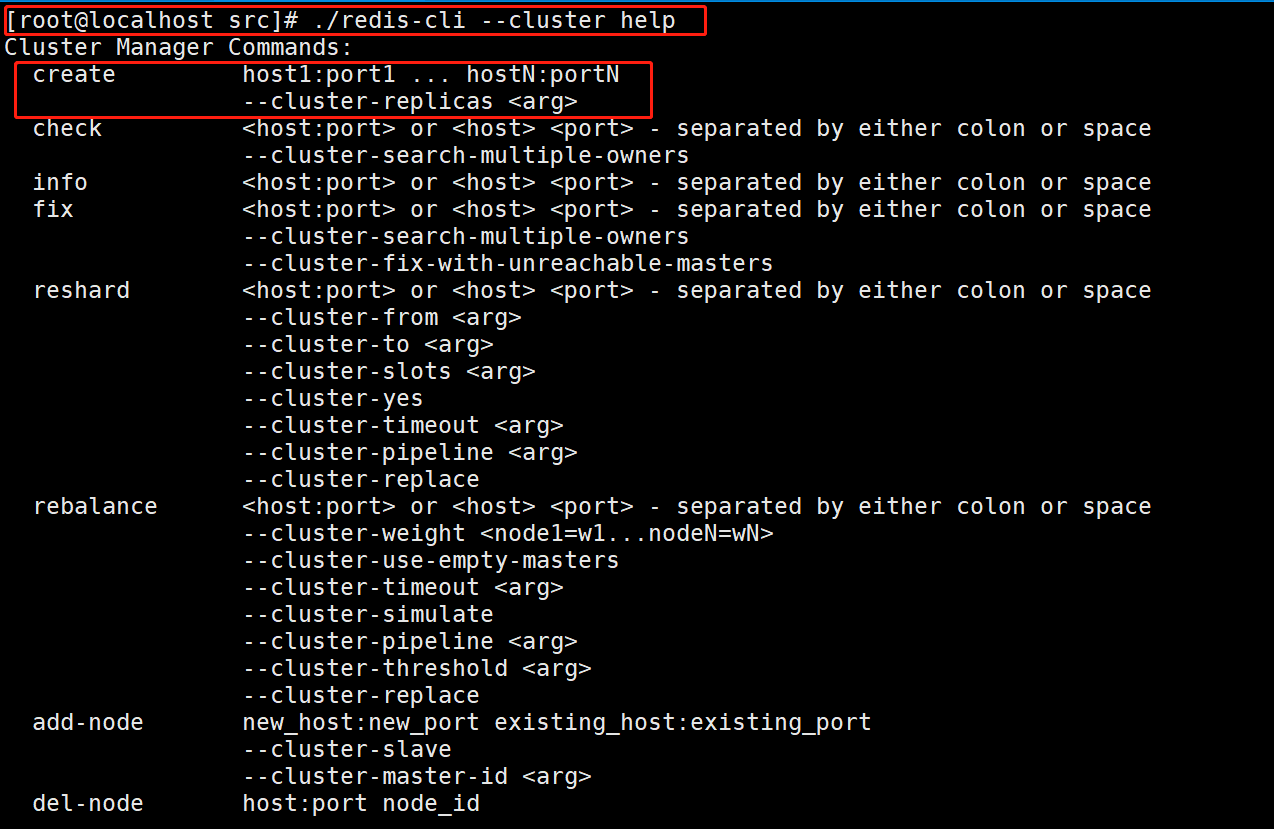 [root@localhost src]# ./redis-cli --cluster help
Cluster Manager Commands:
  create         host1:port1 ... hostN:portN
                 --cluster-replicas <arg>
  check          <host:port> or <host> <port> - separated by either colon or space
                 --cluster-search-multiple-owners
  info           <host:port> or <host> <port> - separated by either colon or space
  fix            <host:port> or <host> <port> - separated by either colon or space
                 --cluster-search-multiple-owners
                 --cluster-fix-with-unreachable-masters
  reshard        <host:port> or <host> <port> - separated by either colon or space
                 --cluster-from <arg>
                 --cluster-to <arg>
                 --cluster-slots <arg>
                 --cluster-yes
                 --cluster-timeout <arg>
                 --cluster-pipeline <arg>
                 --cluster-replace
  rebalance      <host:port> or <host> <port> - separated by either colon or space
                 --cluster-weight <node1=w1...nodeN=wN>
                 --cluster-use-empty-masters
                 --cluster-timeout <arg>
                 --cluster-simulate
                 --cluster-pipeline <arg>
                 --cluster-threshold <arg>
                 --cluster-replace
  add-node       new_host:new_port existing_host:existing_port
                 --cluster-slave
                 --cluster-master-id <arg>
  del-node       host:port node_id